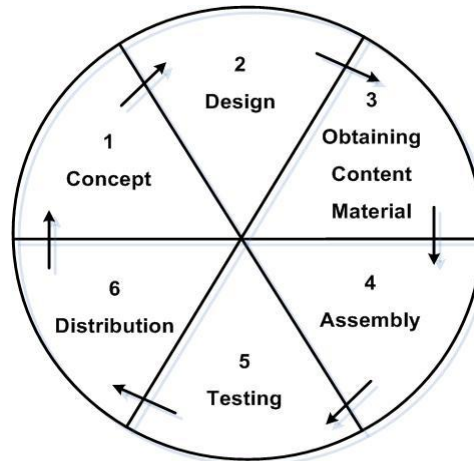 1
Concept
2
Design
3
Obtaining
Content
Material
4
Assembly
5
Testing
6
Distribution